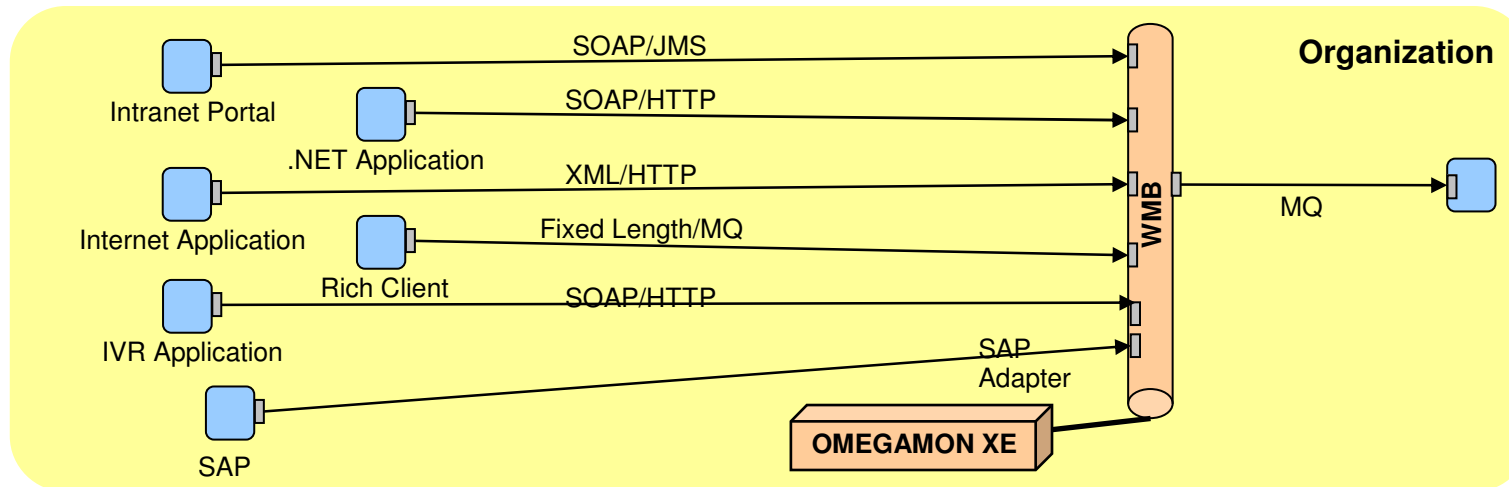 SOAP/JMS
Organization
Intranet Portal
SOAP/HTTP
.NET Application
XML/HTTP
WMB
MQ
Internet Application
Fixed Length/MQ
Rich Client
SOAP/HTTP
IVR Application
SAP
Adapter
OMEGAMON XE
SAP